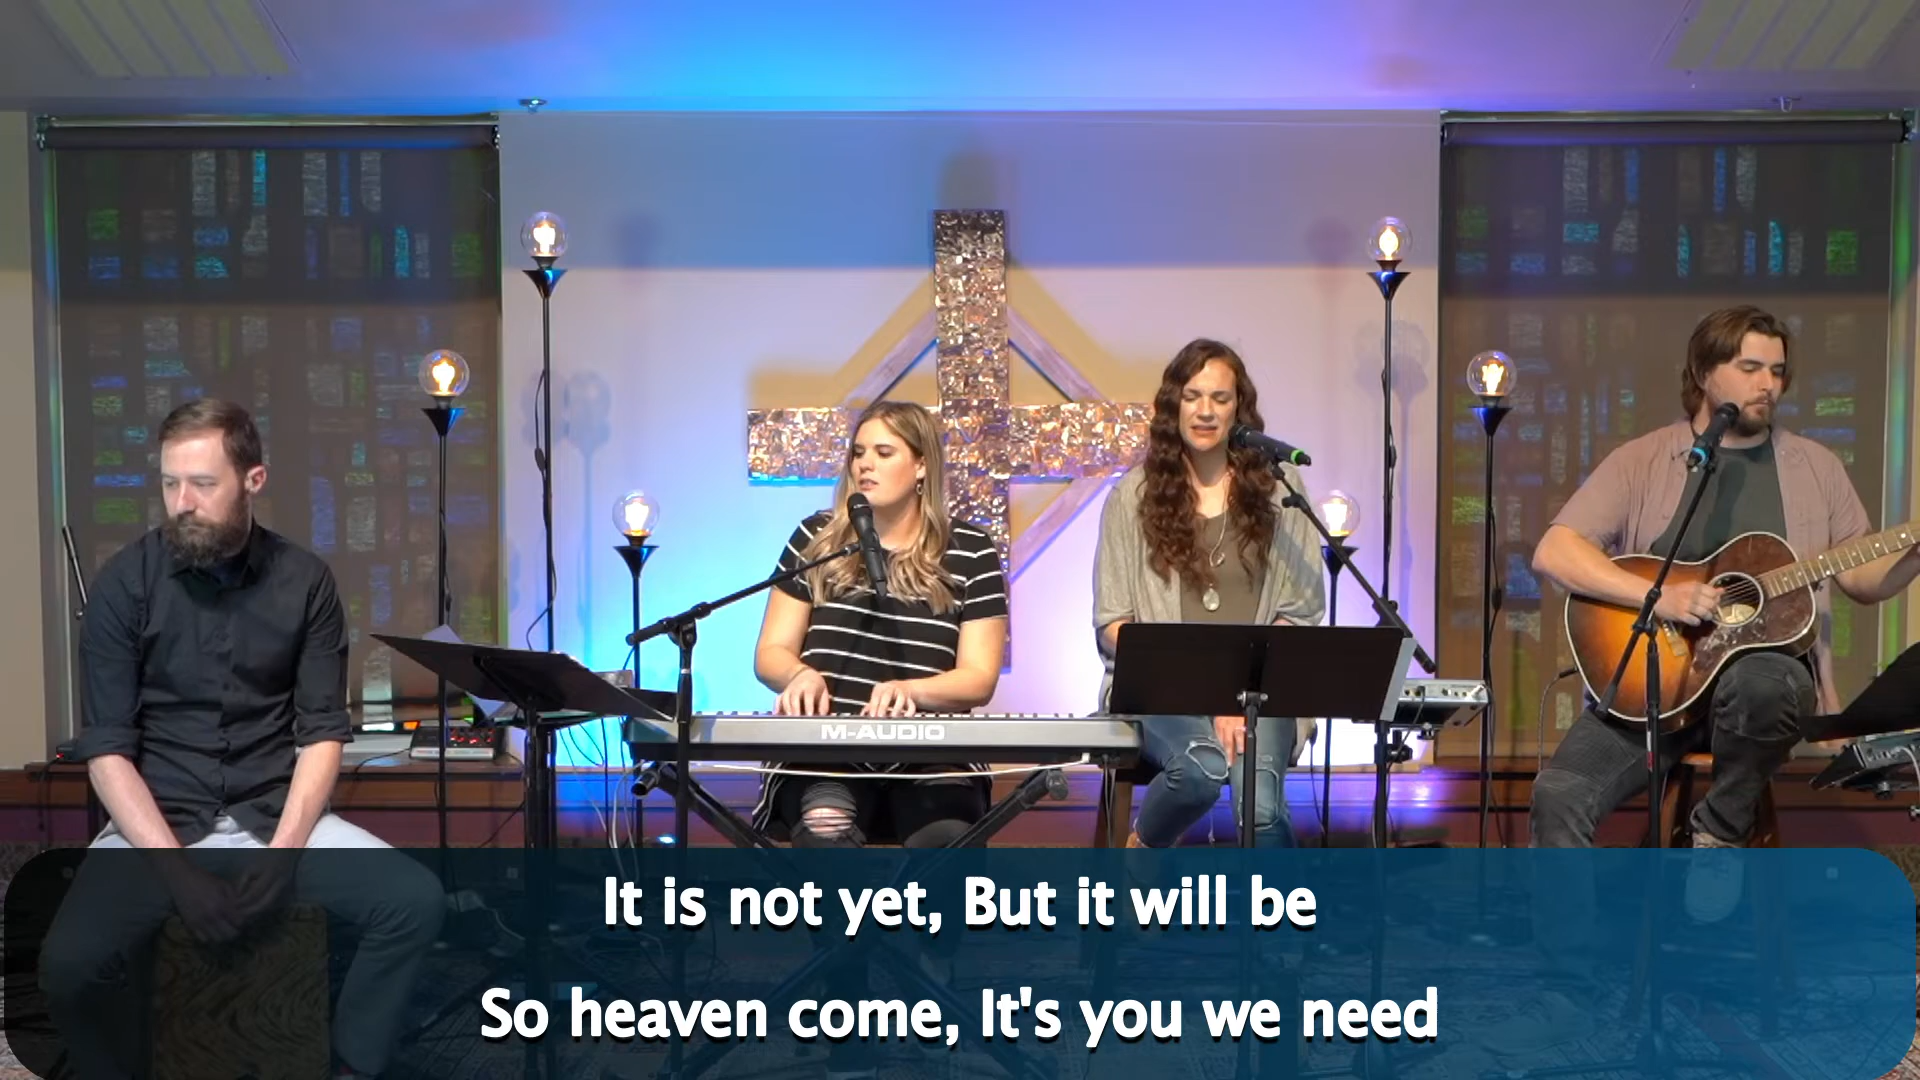 M-AUDIO
It is not yet, But it will be
So heaven come, It's you we need